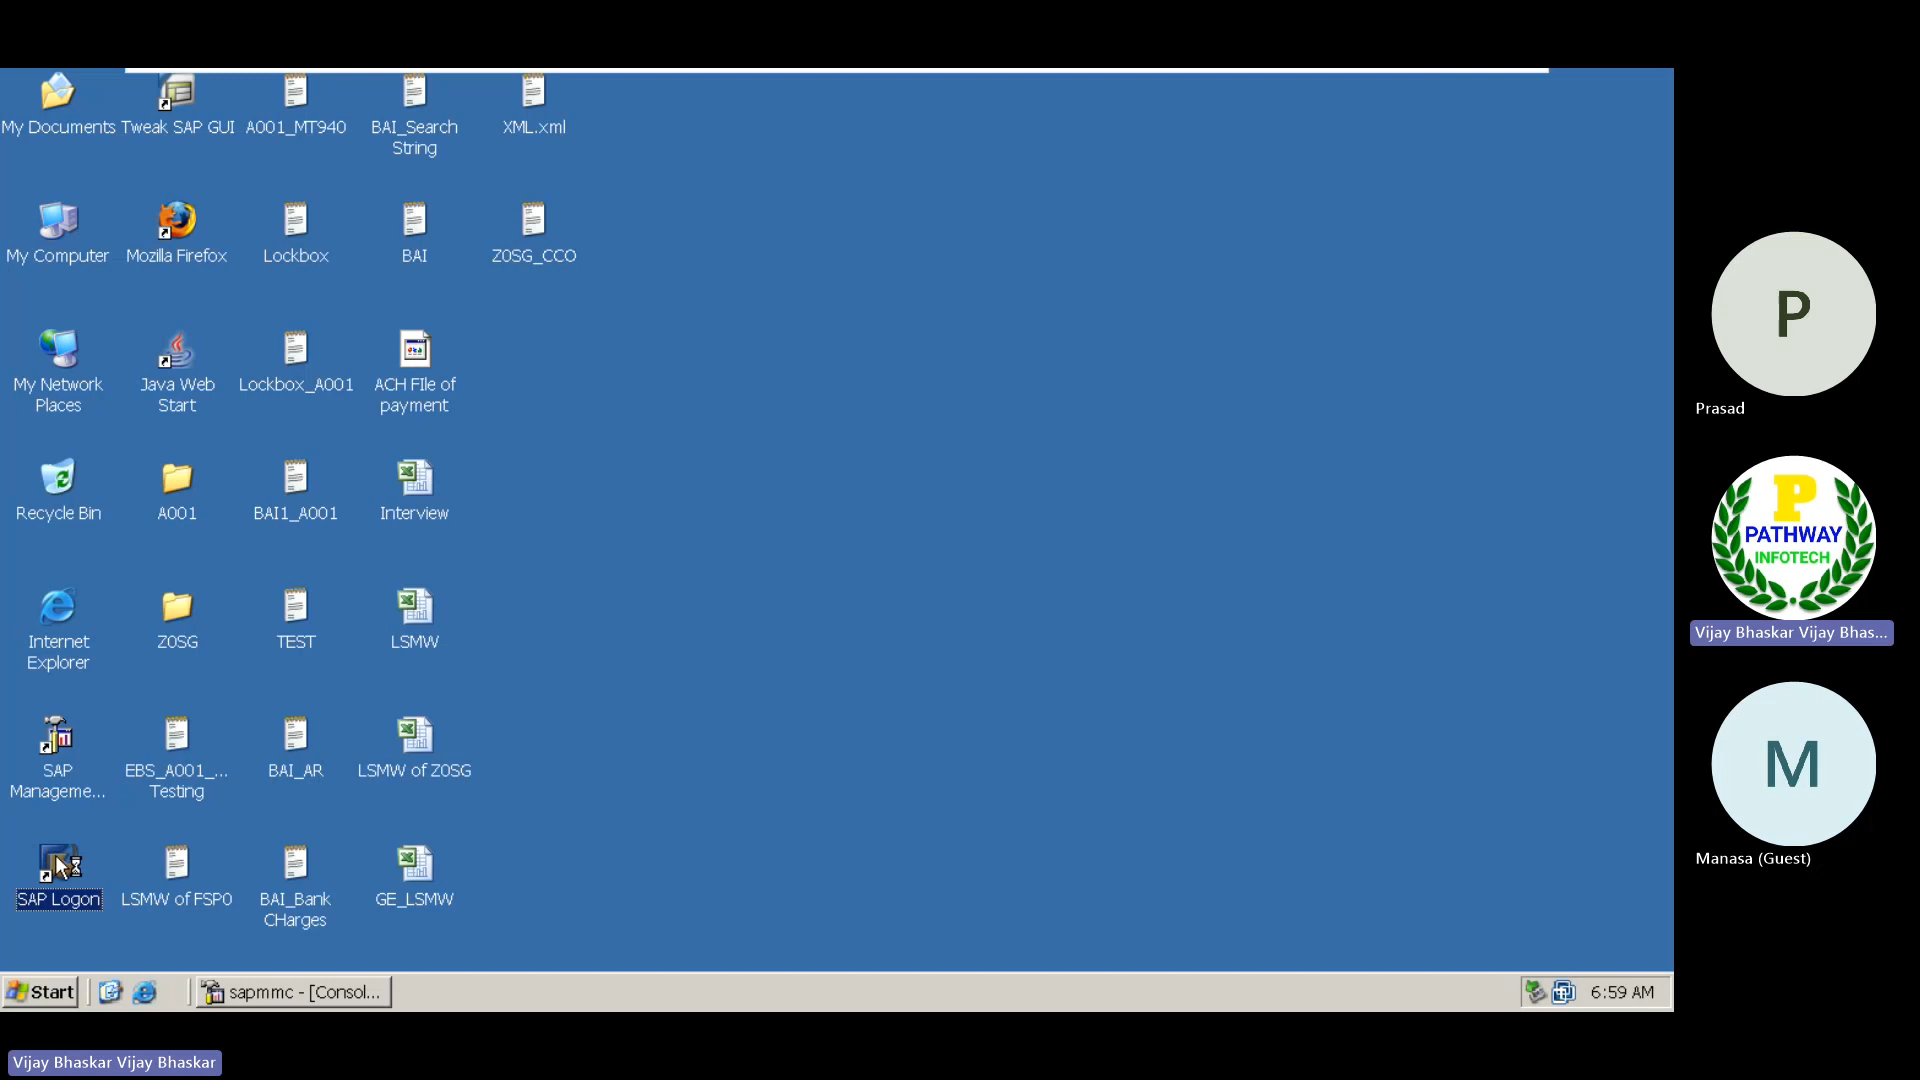 My Documents
Tweak SAP GUI
A001_MT940
BAI_Search
String
XML.xml
My Computer
Mozilla Firefox
Lockbox
BAI
Z0SG_CCO
My Network
Places
Java Web
Start
Lockbox_A001
ACH FIle of
payment
Recycle Bin
A001
BAI1_A001
Interview
Internet
Explorer
Z0SG
TEST
LSMW
SAP
Manageme...
EBS_A001_...
Testing
BAI_AR
LSMW of Z0SG
SAP Logon
LSMW of FSP0
BAI_Bank
CHarges
GE_LSMW
Start
sapmmc - [Consol...
6:59 AM
P
Prasad
P
PATHWAY
INFOTECH
Vijay Bhaskar Vijay Bhas...
M
Manasa (Guest)
Vijay Bhaskar Vijay Bhaskar